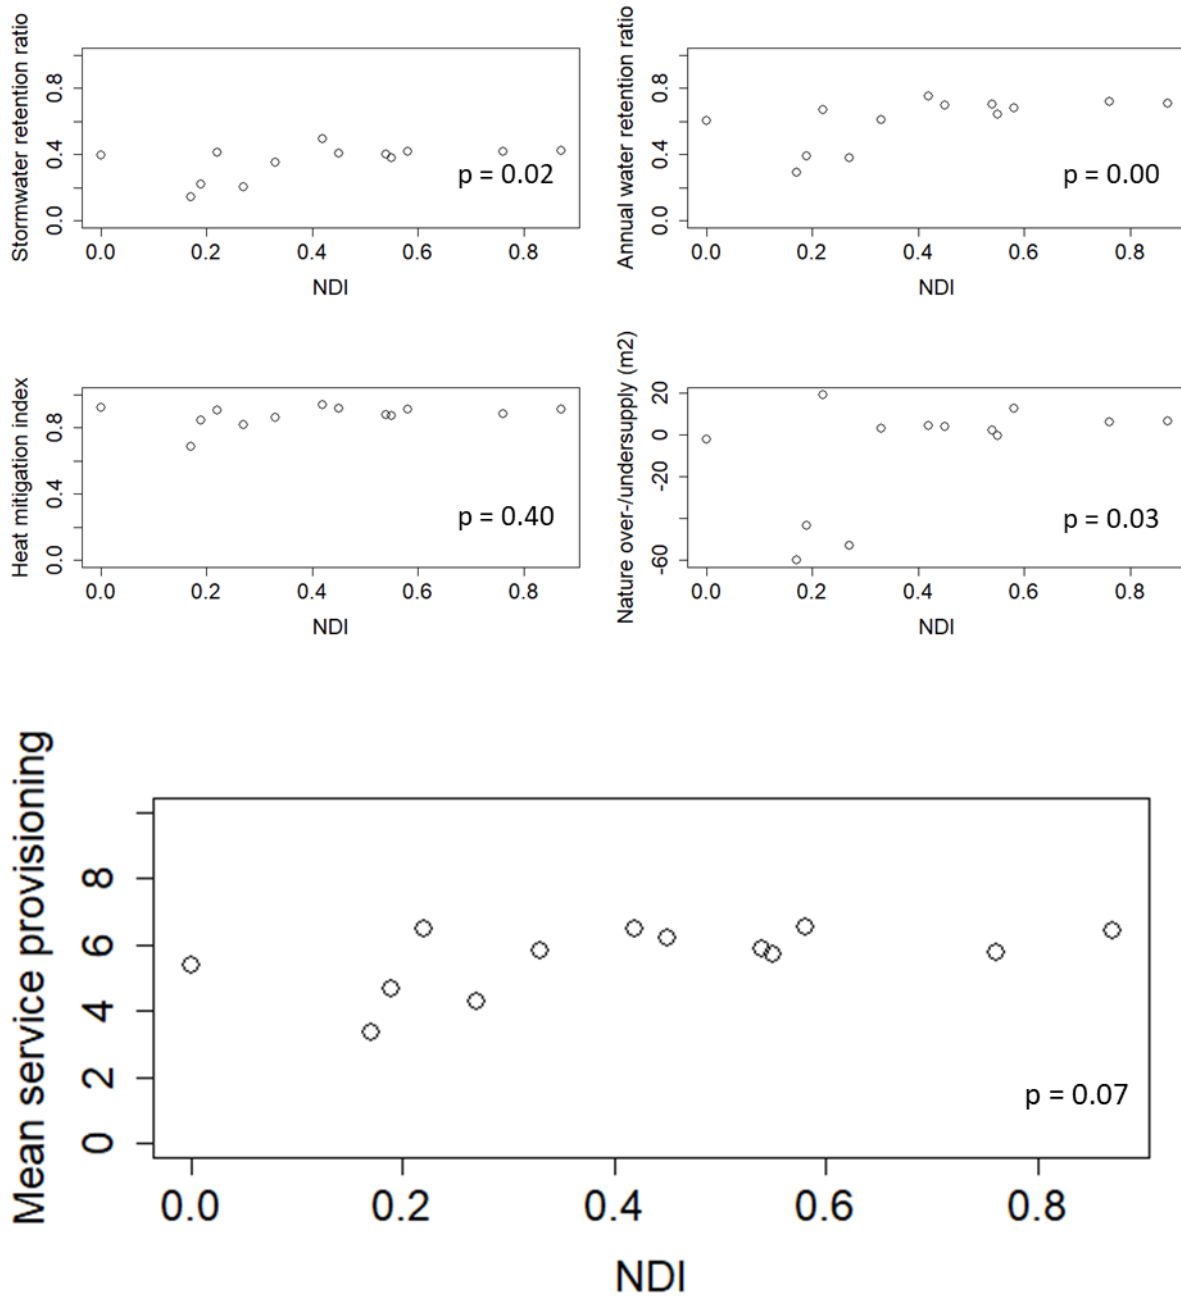 Stormwater retention ratio
0.0 0.4 0.8
p = 0.02
0.0 0.2 0.4 0.6 0.8
NDI
Annual water retention ratio
0.0 0.4 0.8
p = 0.00
0.0 0.2 0.4 0.6 0.8
NDI
Heat mitigation index
0.0 0.4 0.8
p = 0.40
0.0 0.2 0.4 0.6 0.8
NDI
Nature over-/undersupply (m2)
-60 -20 0 20
p = 0.03
0.0 0.2 0.4 0.6 0.8
NDI
Mean service provisioning
0 2 4 6 8
p = 0.07
0.0 0.2 0.4 0.6 0.8
NDI